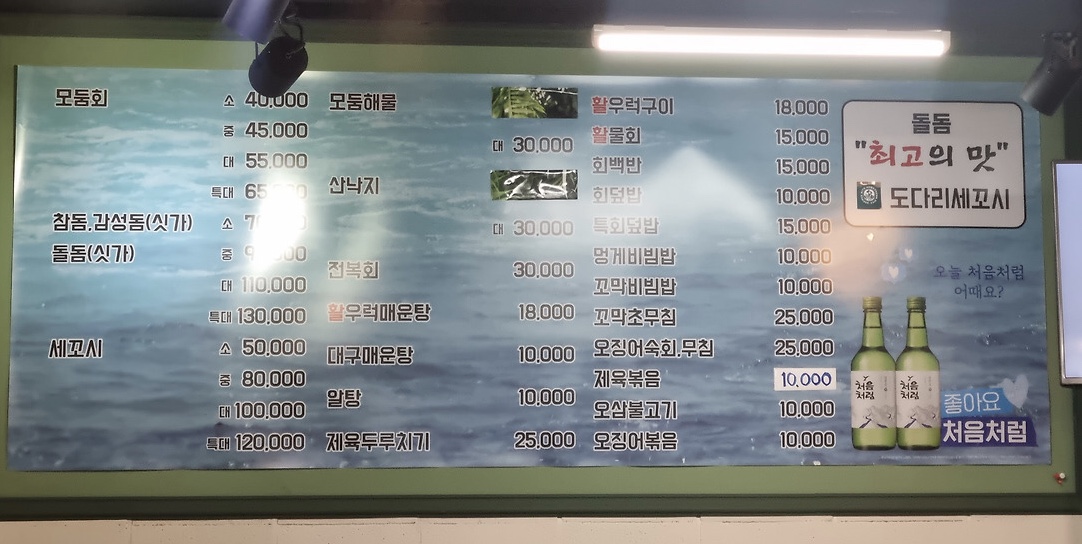 모둠회 소 40,000
중 45,000
대 55,000
특대
참돔,감성돔(싯가) 소
돌돔(싯가) 중
대 110,000
특대 130,000
세꼬시 소 50,000
중 80,000
대 100,000
특대 120,000
모둠해물
대 30,000
산낙지
대 30,000
전복회 30,000
활우럭매운탕 18,000
대구매운탕 10,000
알탕 10,000
제육두루치기 25,000
활우럭구이 18,000
활물회 15,000
회백반 15,000
회덮밥 10,000
특회덮밥 15,000
멍게비빔밥 10,000
꼬막비빔밥 10,000
꼬막초무침 25,000
오징어숙회.무침 25,000
제육볶음 10,000
오삼불고기 10,000
오징어볶음 10,000
돌돔
"최고의 맛"
도다리세꼬시
오늘 처음처럼
어때요?
처음
처럼
처음
처럼
좋아요
처음처럼